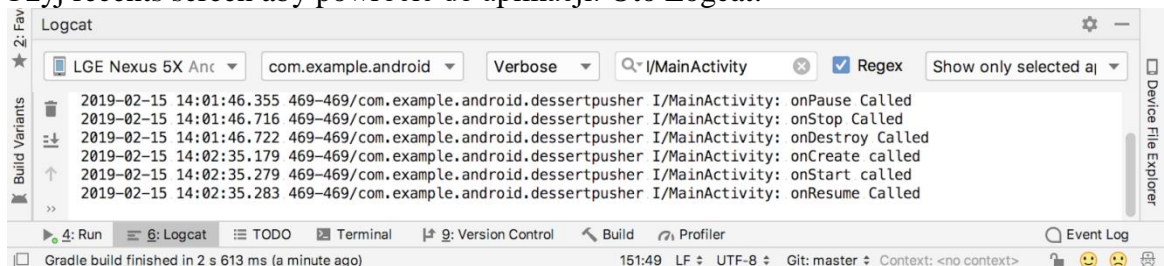 Logcat
LGE Nexus 5X And com.example.android Verbose I/MainActivity Regex Show only selected a
2019-02-15 14:01:46.355 469-469/com.example.android.dessertpusher I/MainActivity: onPause Called
2019-02-15 14:01:46.716 469-469/com.example.android.dessertpusher I/MainActivity: onStop Called
2019-02-15 14:01:46.722 469-469/com.example.android.dessertpusher I/MainActivity: onDestroy Called
2019-02-15 14:02:35.179 469-469/com.example.android.dessertpusher I/MainActivity: onCreate called
2019-02-15 14:02:35.279 469-469/com.example.android.dessertpusher I/MainActivity: onStart called
2019-02-15 14:02:35.283 469-469/com.example.android.dessertpusher I/MainActivity: onResume Called
2: Fav
Build Variants
Device File Explorer
4: Run 6: Logcat TODO Terminal 9: Version Control Build Profiler Event Log
Gradle build finished in 2 s 613 ms (a minute ago) 151:49 LF UTF-8 Git: master Context: <no context>